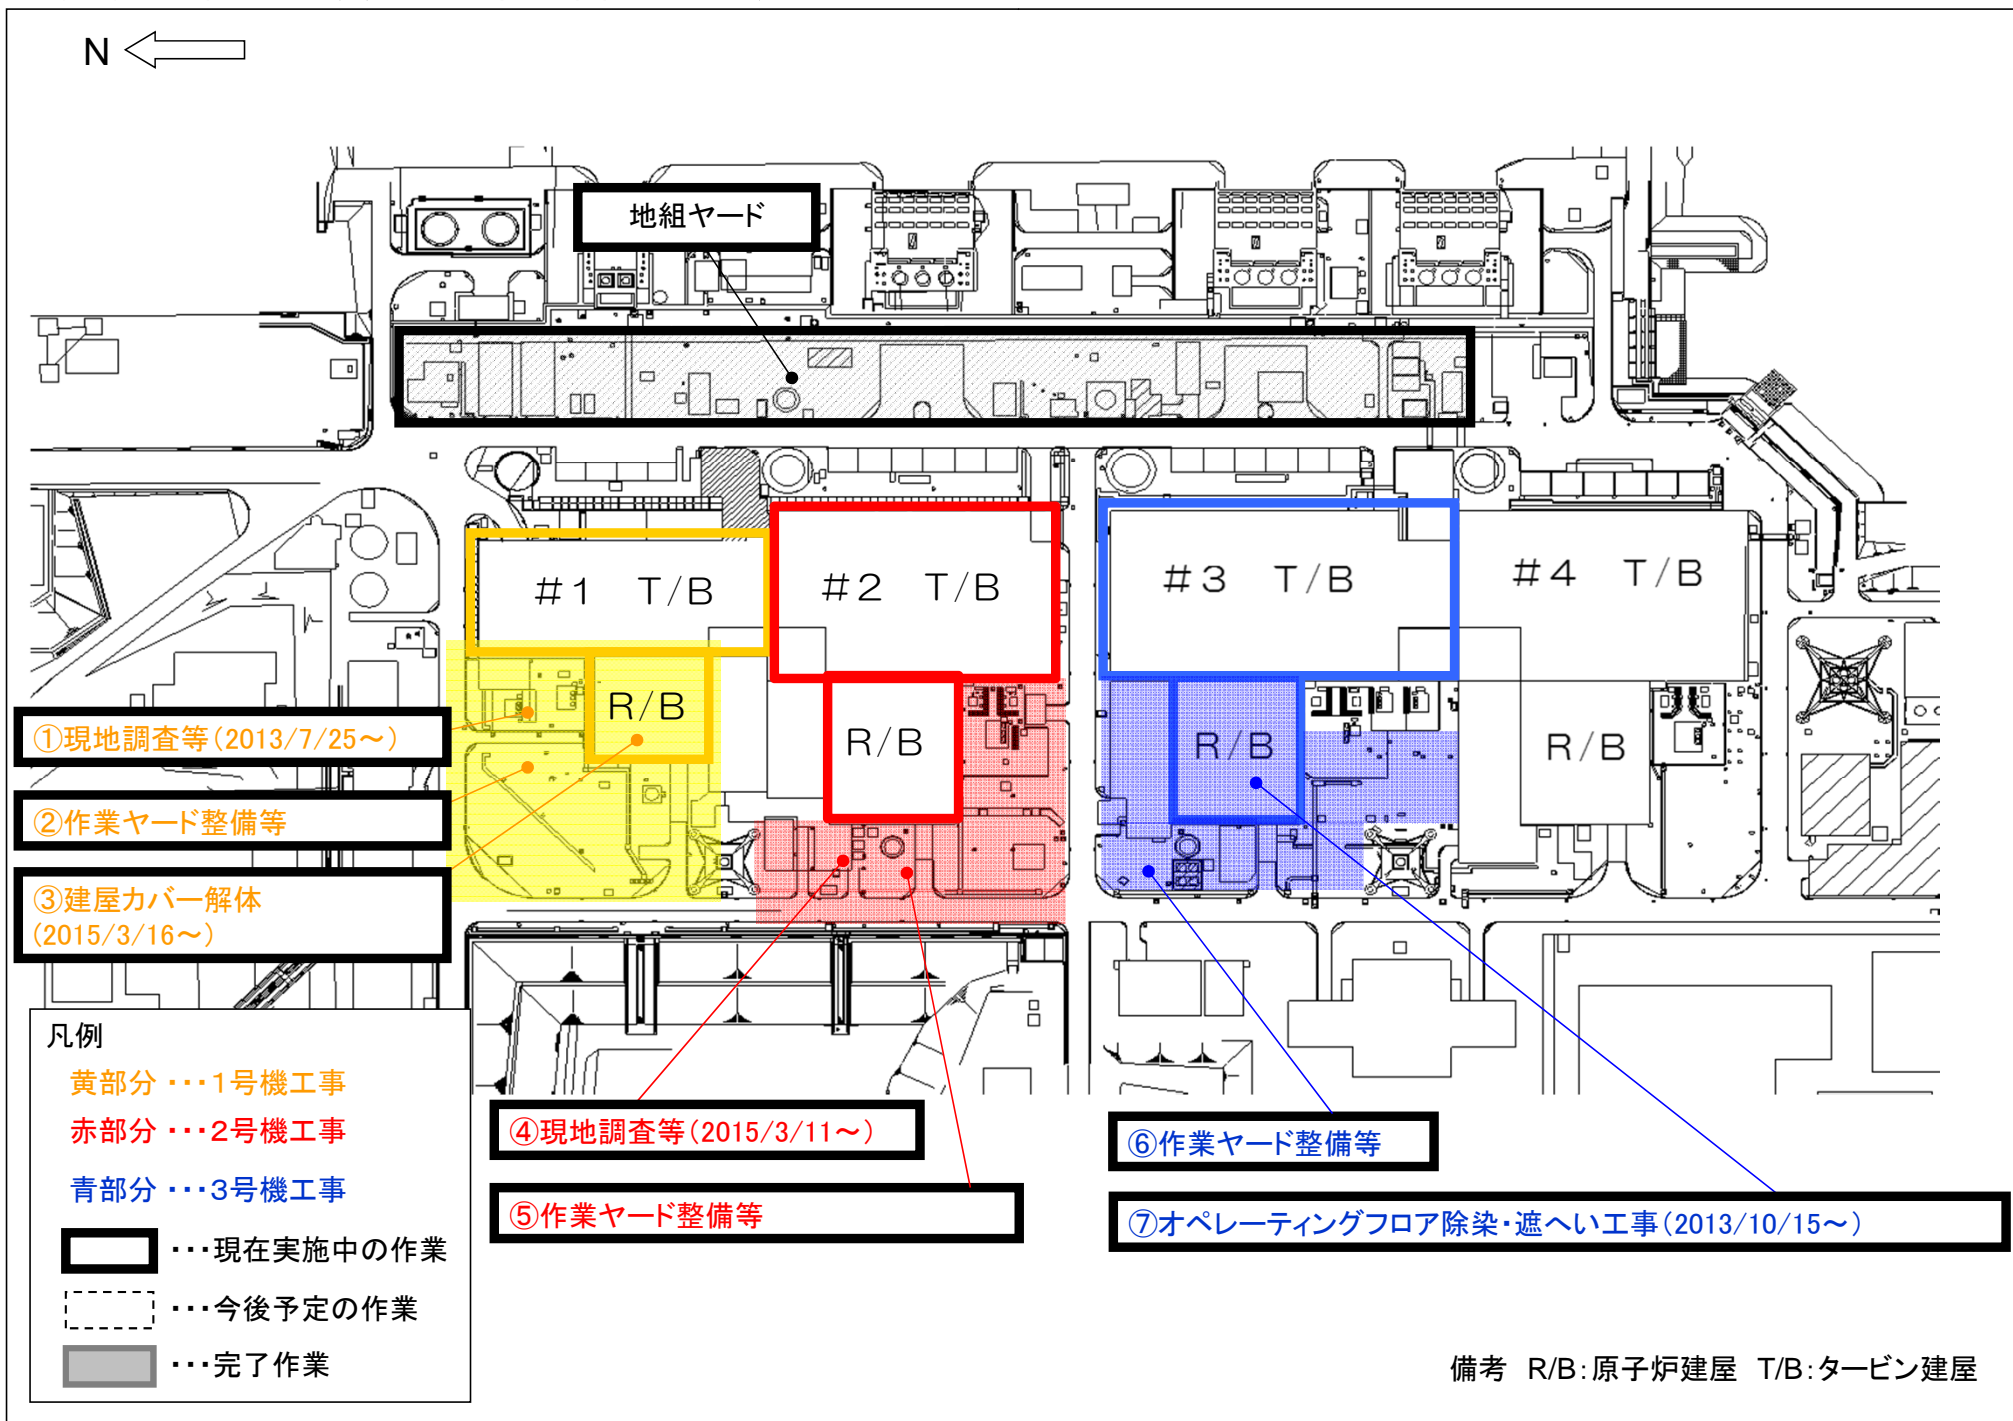 N
地組ヤード
#1 T/B
#2 T/B
#3 T/B
#4 T/B
R/B
R/B
R/B
R/B
①現地調査等(2013/7/25～)
②作業ヤード整備等
③建屋カバー解体
(2015/3/16～)
④現地調査等(2015/3/11～)
⑤作業ヤード整備等
⑥作業ヤード整備等
⑦オペレーティングフロア除染・遮へい工事(2013/10/15～)
凡例
黄部分 ・・・1号機工事
赤部分 ・・・2号機工事
青部分 ・・・3号機工事
・・・現在実施中の作業
・・・今後予定の作業
・・・完了作業
備考 R/B：原子炉建屋 T/B：タービン建屋